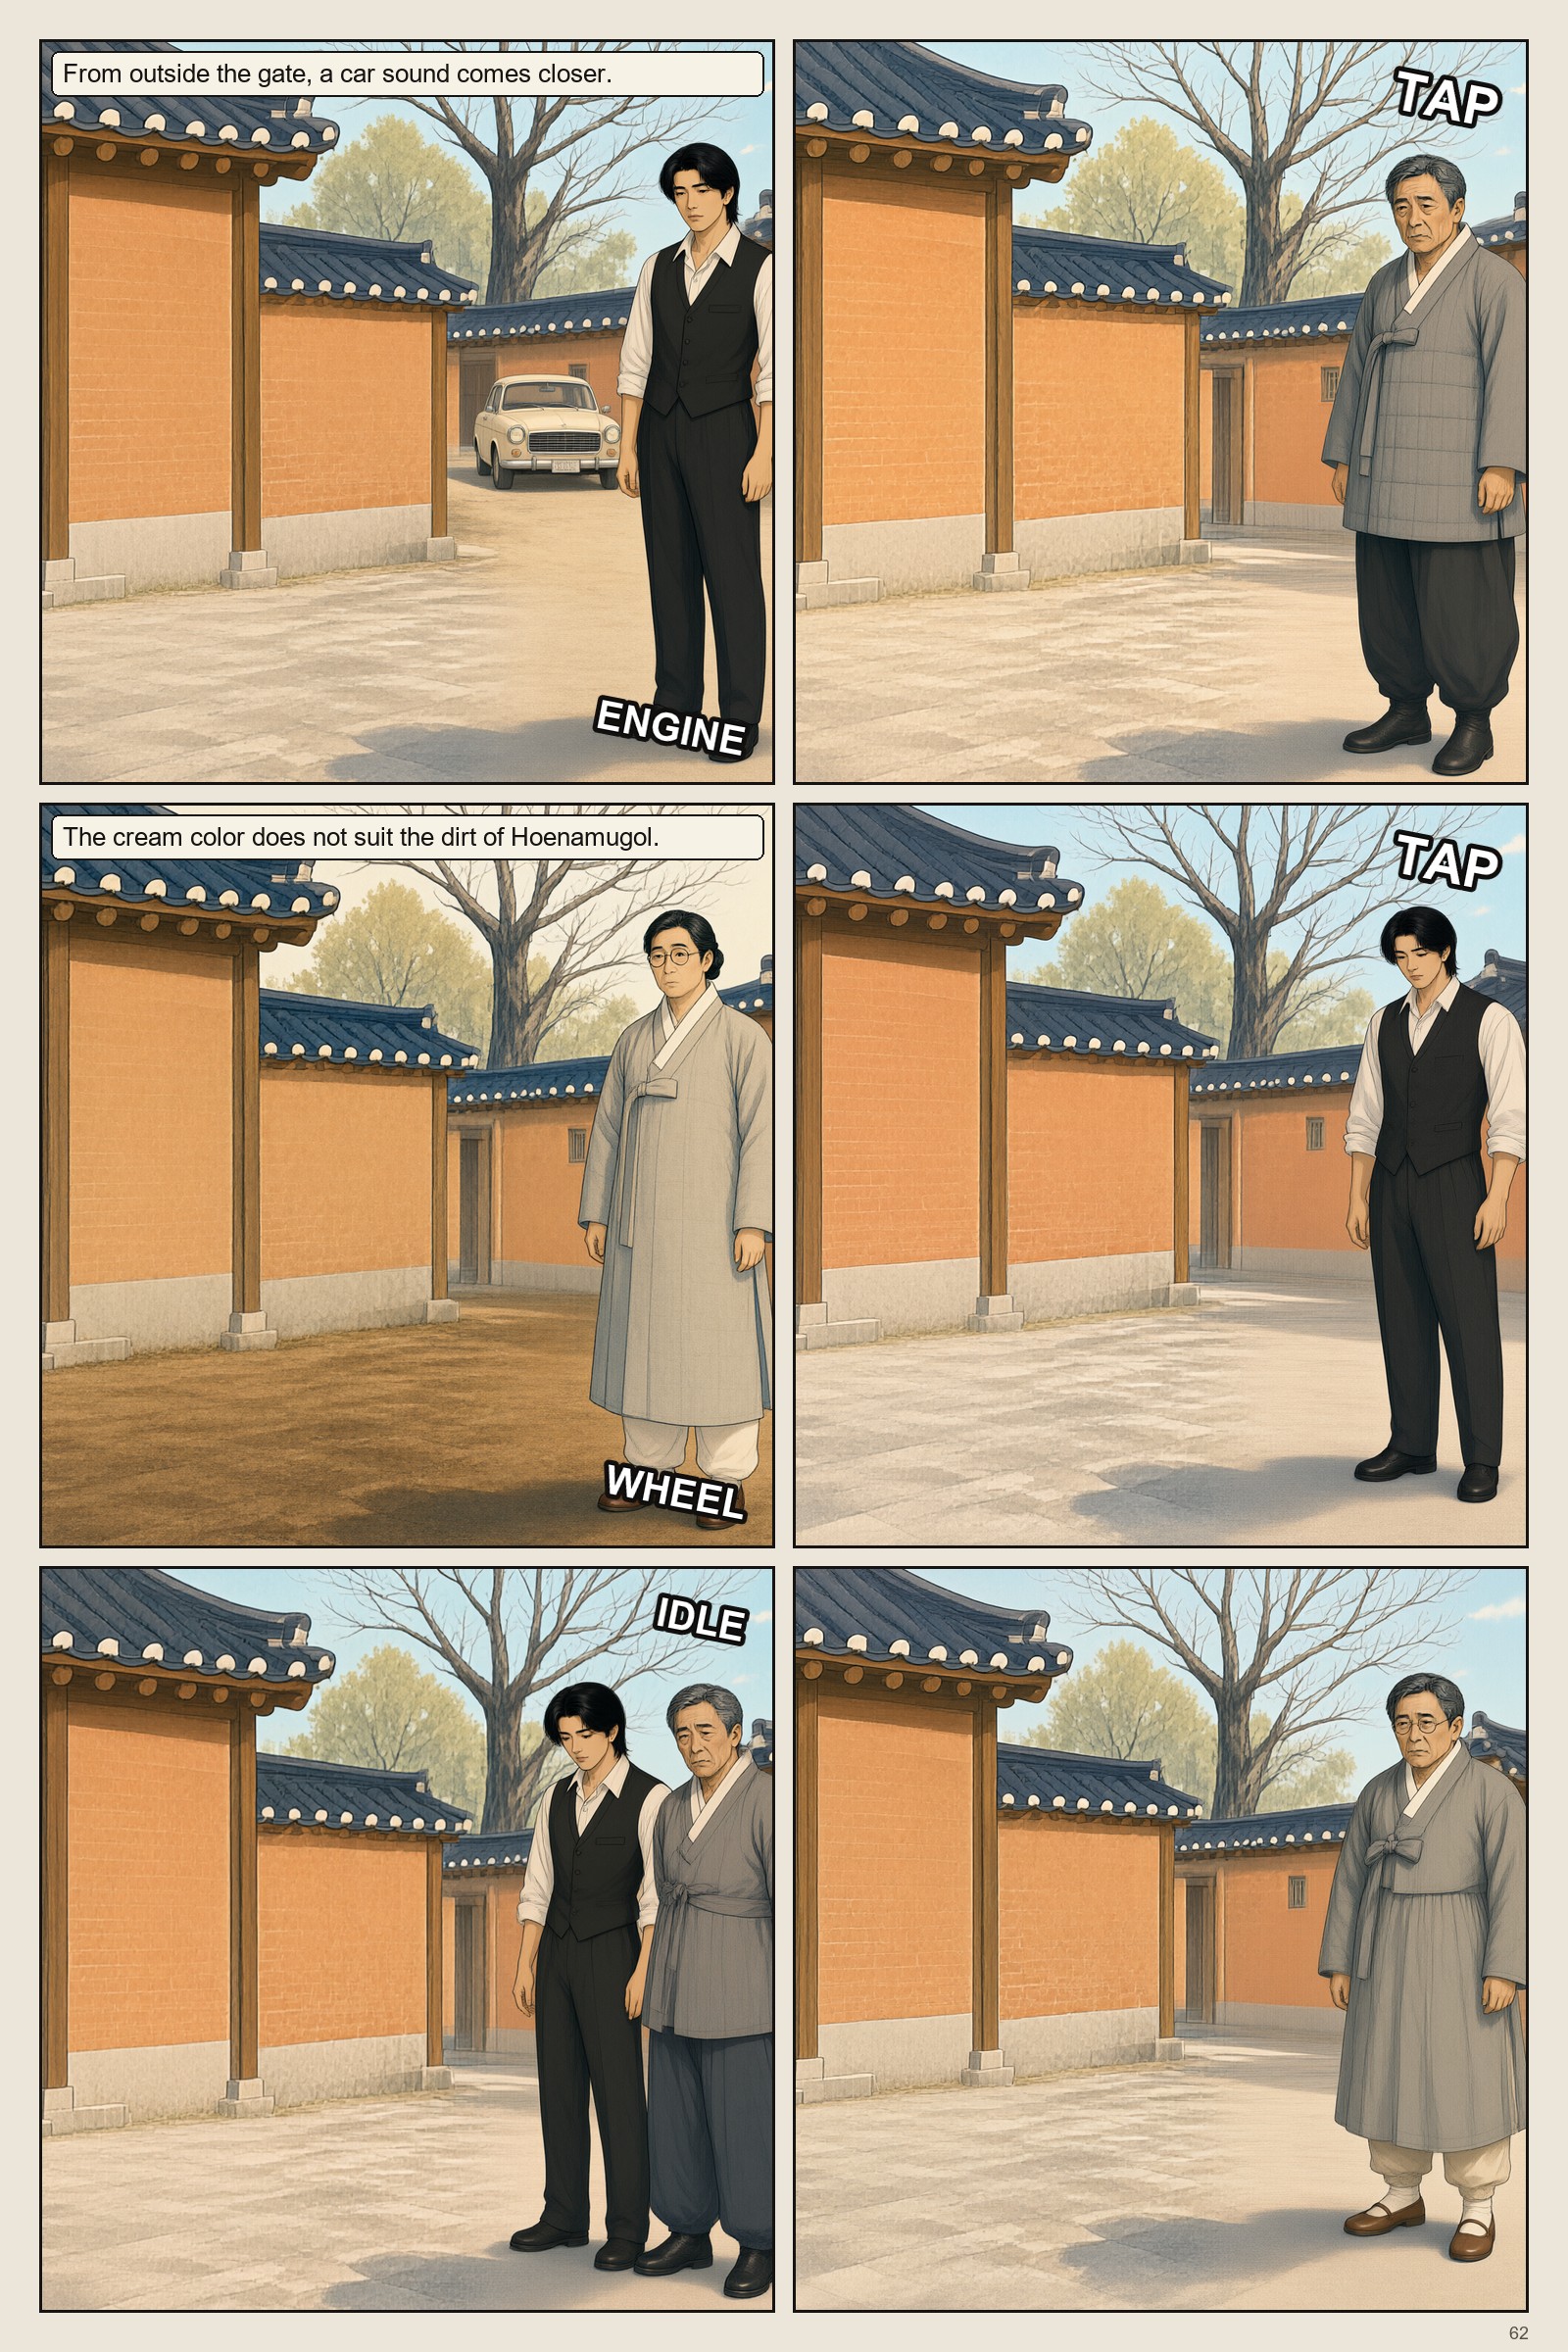 From outside the gate, a car sound comes closer.
ENGINE
TAP
The cream color does not suit the dirt of Hoenamugol.
WHEEL
TAP
IDLE
62